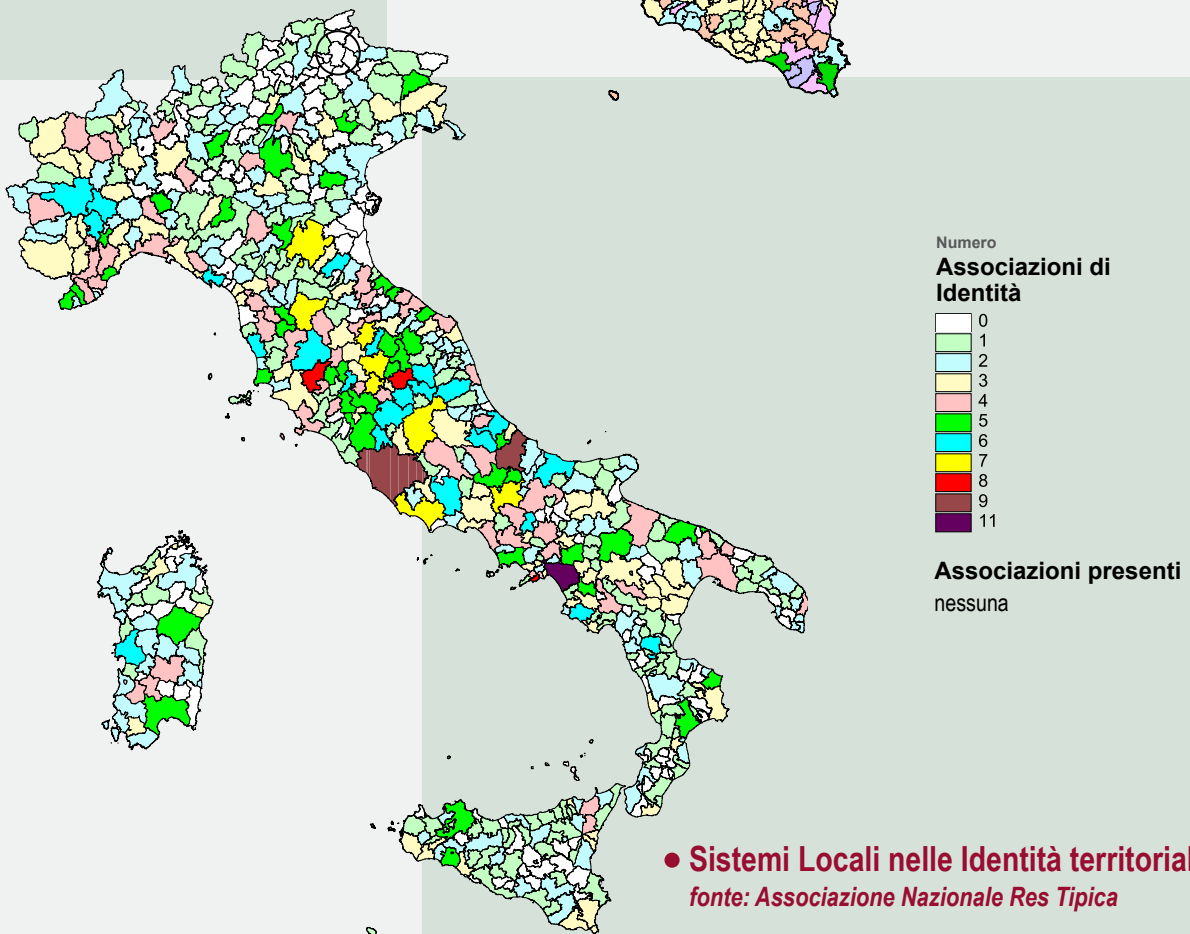 Numero
Associazioni di
Identità
0
1
2
3
4
5
6
7
8
9
11
Associazioni presenti
nessuna
• Sistemi Locali nelle Identità territorial
fonte: Associazione Nazionale Res Tipica